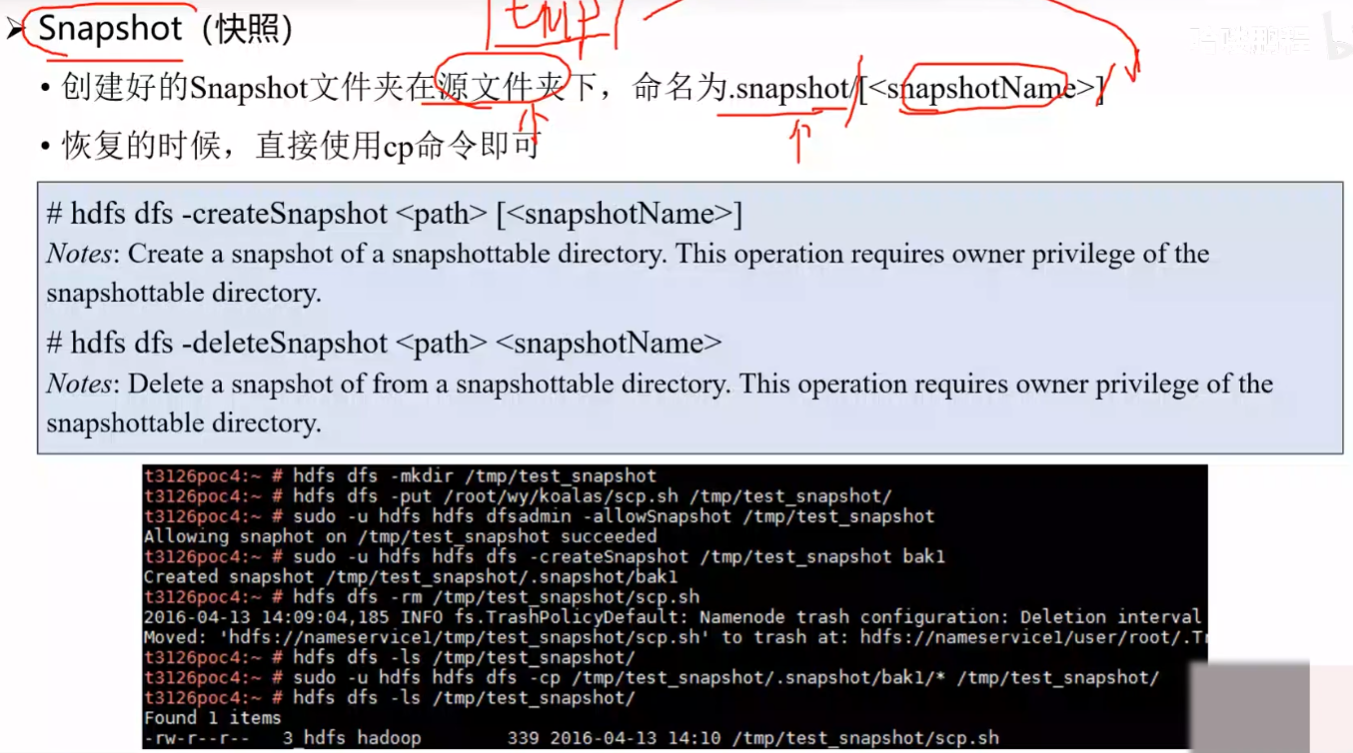 tmp
➤ Snapshot（快照）
• 创建好的Snapshot文件夹在源文件夹下，命名为.snapshot/[<snapshotName>]
• 恢复的时候，直接使用cp命令即可
# hdfs dfs -createSnapshot <path> [<snapshotName>]
Notes: Create a snapshot of a snapshottable directory. This operation requires owner privilege of the
snapshottable directory.
# hdfs dfs -deleteSnapshot <path> <snapshotName>
Notes: Delete a snapshot of from a snapshottable directory. This operation requires owner privilege of the
snapshottable directory.
t3126poc4:~ # hdfs dfs -mkdir /tmp/test_snapshot
t3126poc4:~ # hdfs dfs -put /root/wy/koalas/scp.sh /tmp/test_snapshot/
t3126poc4:~ # sudo -u hdfs hdfs dfsadmin -allowSnapshot /tmp/test_snapshot
Allowing snaphot on /tmp/test_snapshot succeeded
t3126poc4:~ # sudo -u hdfs hdfs dfs -createSnapshot /tmp/test_snapshot bak1
Created snapshot /tmp/test_snapshot/.snapshot/bak1
t3126poc4:~ # hdfs dfs -rm /tmp/test_snapshot/scp.sh
2016-04-13 14:09:04,185 INFO fs.TrashPolicyDefault: Namenode trash configuration: Deletion interval
Moved: 'hdfs://nameservice1/tmp/test_snapshot/scp.sh' to trash at: hdfs://nameservice1/user/root/.Tr
t3126poc4:~ # hdfs dfs -ls /tmp/test_snapshot/
t3126poc4:~ # sudo -u hdfs hdfs dfs -cp /tmp/test_snapshot/.snapshot/bak1/* /tmp/test_snapshot/
t3126poc4:~ # hdfs dfs -ls /tmp/test_snapshot/
Found 1 items
-rw-r--r--   3 hdfs hadoop        339 2016-04-13 14:10 /tmp/test_snapshot/scp.sh